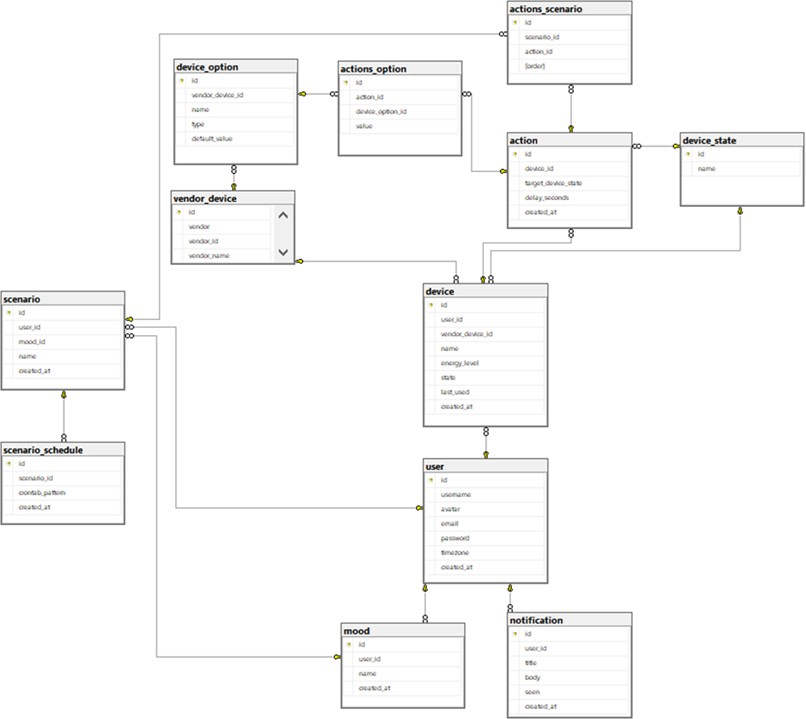 actions_scenario
id
scenario_id
action_id
[order]
device_option
id
vendor_device_id
name
type
default_value
actions_option
id
action_id
device_option_id
value
action
id
device_id
target_device_state
delay_seconds
created_at
device_state
id
name
vendor_device
id
vendor
vendor_id
vendor_name
scenario
id
user_id
mood_id
name
created_at
device
id
user_id
vendor_device_id
name
energy_level
state
last_used
created_at
scenario_schedule
id
scenario_id
crontab_pattern
created_at
user
id
username
avatar
email
password
timezone
created_at
mood
id
user_id
name
created_at
notification
id
user_id
title
body
seen
created_at